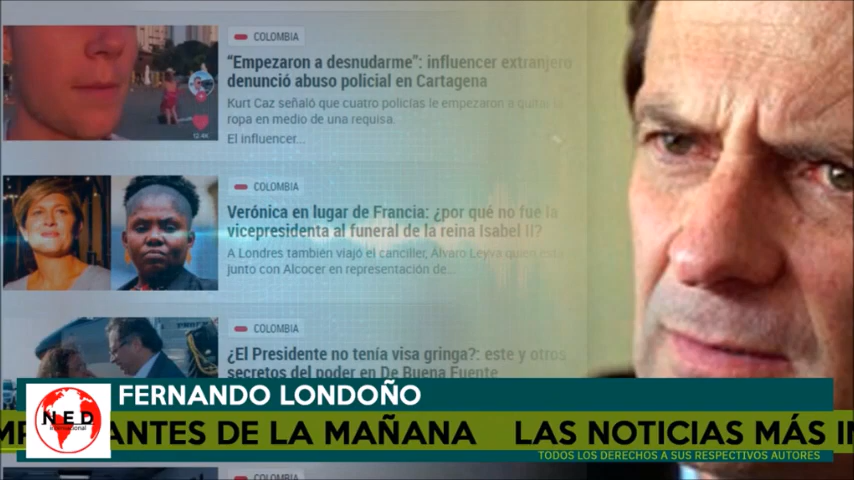 COLOMBIA
“Empezaron a desnudarme”: influencer extranjero
denunció abuso policial en Cartagena
Kurt Caz señaló que cuatro policías le empezaron a quitar la
ropa en medio de una requisa.
El influencer...
12.4K
COLOMBIA
Verónica en lugar de Francia: ¿por qué no fue la
vicepresidenta al funeral de la reina Isabel II?
A Londres también viajó el canciller, Álvaro Leyva quien está
junto con Alcocer en representación de...
COLOMBIA
¿El Presidente no tenía visa gringa?: este y otros
secretos del poder en De Buena Fuente
FERNANDO LONDOÑO
NED
international
ANTES DE LA MAÑANA LAS NOTICIAS MÁS
TODOS LOS DERECHOS A SUS RESPECTIVOS AUTORES
COLOMBIA